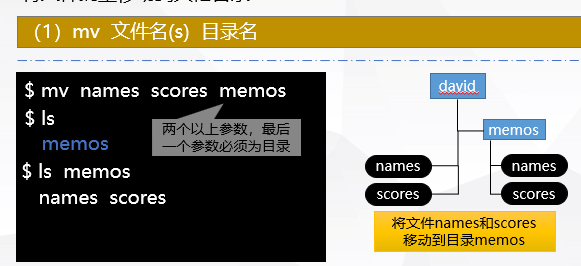 （1）mv 文件名(s) 目录名
$ mv names scores memos
$ ls
memos
两个以上参数，最后
一个参数必须为目录
$ ls memos
names scores
david
memos
names
names
scores
scores
将文件names和scores
移动到目录memos